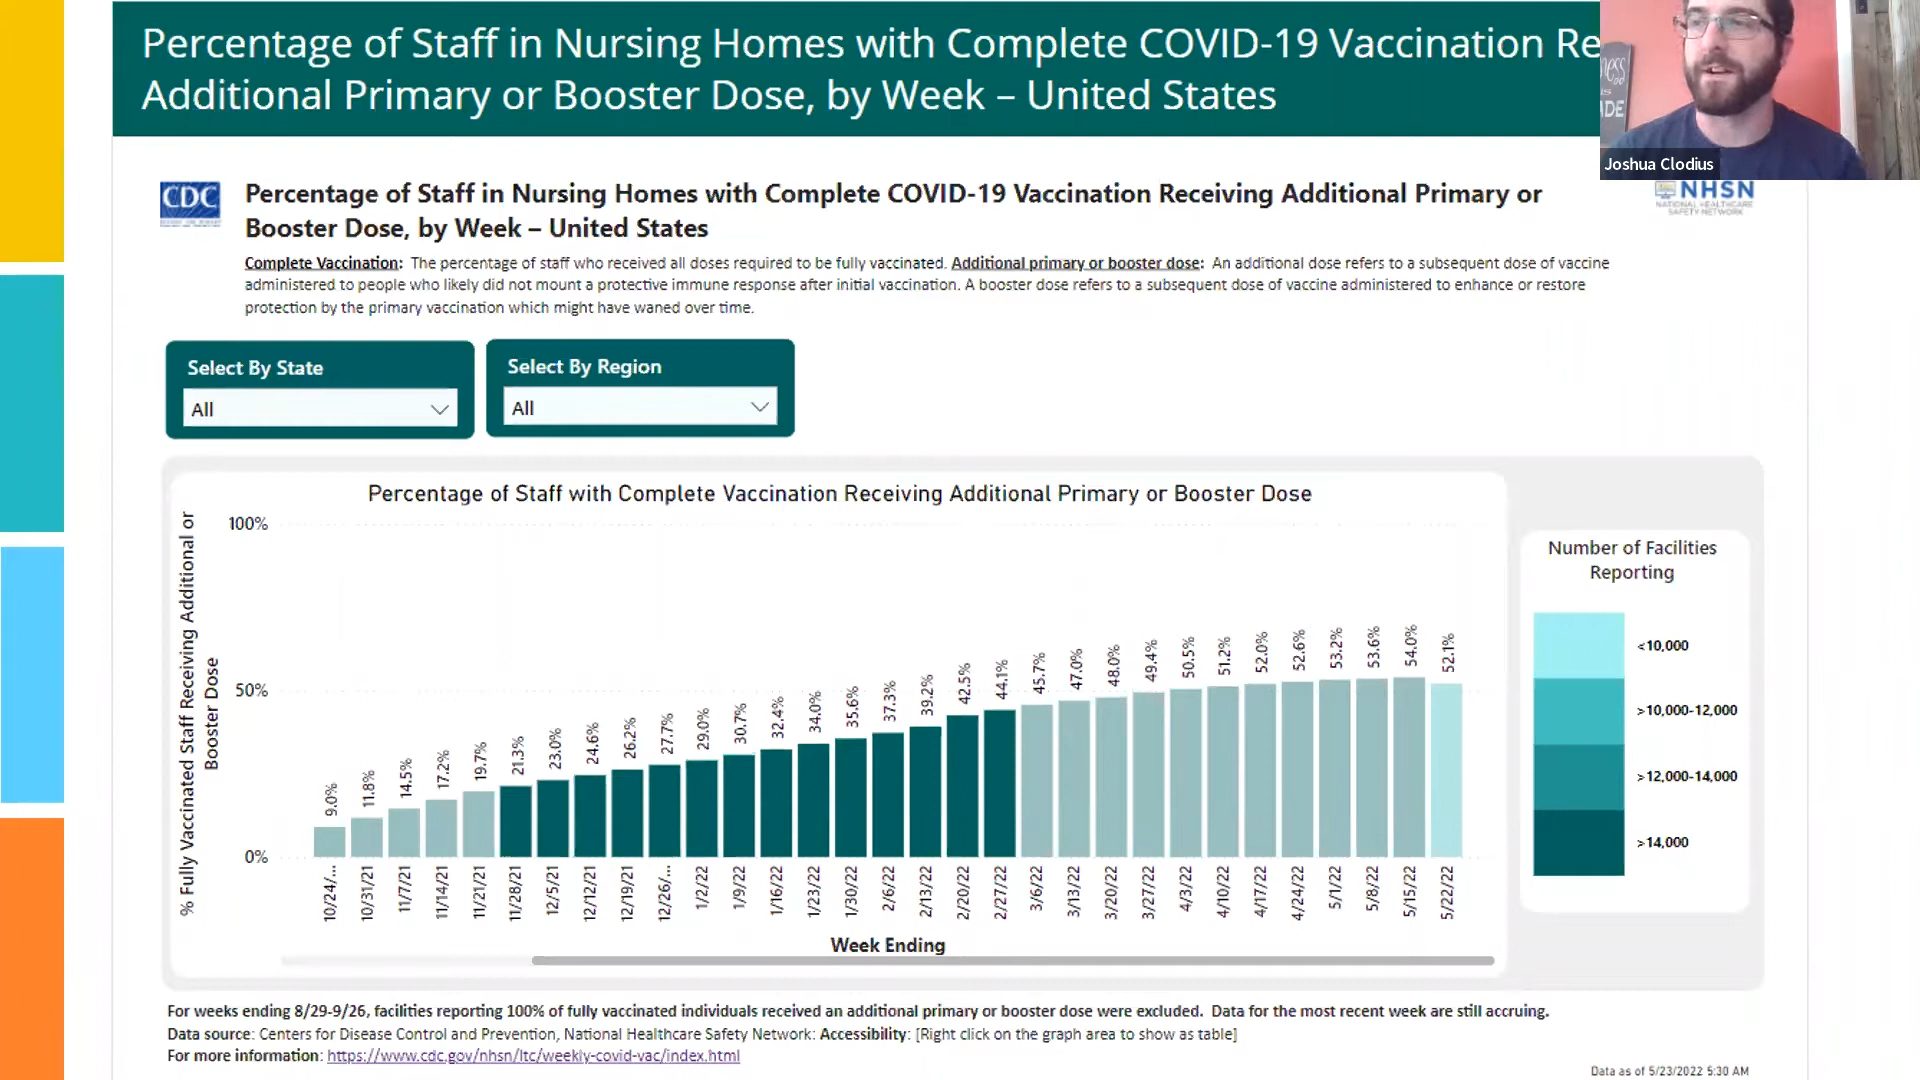 Percentage of Staff in Nursing Homes with Complete COVID-19 Vaccination Re
Additional Primary or Booster Dose, by Week – United States
ness
is
ADE
Joshua Clodius
CDC
Percentage of Staff in Nursing Homes with Complete COVID-19 Vaccination Receiving Additional Primary or
Booster Dose, by Week – United States
NHSN
NATIONAL HEALTHCARE
SAFETY NETWORK
Complete Vaccination: The percentage of staff who received all doses required to be fully vaccinated. Additional primary or booster dose: An additional dose refers to a subsequent dose of vaccine
administered to people who likely did not mount a protective immune response after initial vaccination. A booster dose refers to a subsequent dose of vaccine administered to enhance or restore
protection by the primary vaccination which might have waned over time.
Select By State
All
Select By Region
All
Percentage of Staff with Complete Vaccination Receiving Additional Primary or Booster Dose
% Fully Vaccinated Staff Receiving Additional or
Booster Dose
100%
50%
0%
9.0%
11.8%
14.5%
17.2%
19.7%
21.3%
23.0%
24.6%
26.2%
27.7%
29.0%
30.7%
32.4%
34.0%
35.6%
37.3%
39.2%
42.5%
44.1%
45.7%
47.0%
48.0%
49.4%
50.5%
51.2%
52.0%
52.6%
53.2%
53.6%
54.0%
52.1%
10/24/...
10/31/21
11/7/21
11/14/21
11/21/21
11/28/21
12/5/21
12/12/21
12/19/21
12/26/...
1/2/22
1/9/22
1/16/22
1/23/22
1/30/22
2/6/22
2/13/22
2/20/22
2/27/22
3/6/22
3/13/22
3/20/22
3/27/22
4/3/22
4/10/22
4/17/22
4/24/22
5/1/22
5/8/22
5/15/22
5/22/22
Week Ending
Number of Facilities
Reporting
<10,000
>10,000-12,000
>12,000-14,000
>14,000
For weeks ending 8/29-9/26, facilities reporting 100% of fully vaccinated individuals received an additional primary or booster dose were excluded. Data for the most recent week are still accruing.
Data source: Centers for Disease Control and Prevention, National Healthcare Safety Network: Accessibility: [Right click on the graph area to show as table]
For more information: https://www.cdc.gov/nhsn/ltc/weekly-covid-vac/index.html
Data as of 5/23/2022 5:30 AM